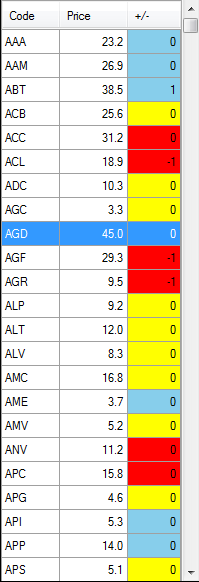 Code Price +/-
AAA 23.2 0
AAM 26.9 0
ABT 38.5 1
ACB 25.6 0
ACC 31.2 0
ACL 18.9 -1
ADC 10.3 0
AGC 3.3 0
AGD 45.0 0
AGF 29.3 -1
AGR 9.5 -1
ALP 9.2 0
ALT 12.0 0
ALV 8.3 0
AMC 16.8 0
AME 3.7 0
AMV 5.2 0
ANV 11.2 0
APC 15.8 0
APG 4.6 0
API 5.3 0
APP 14.0 0
APS 5.1 0